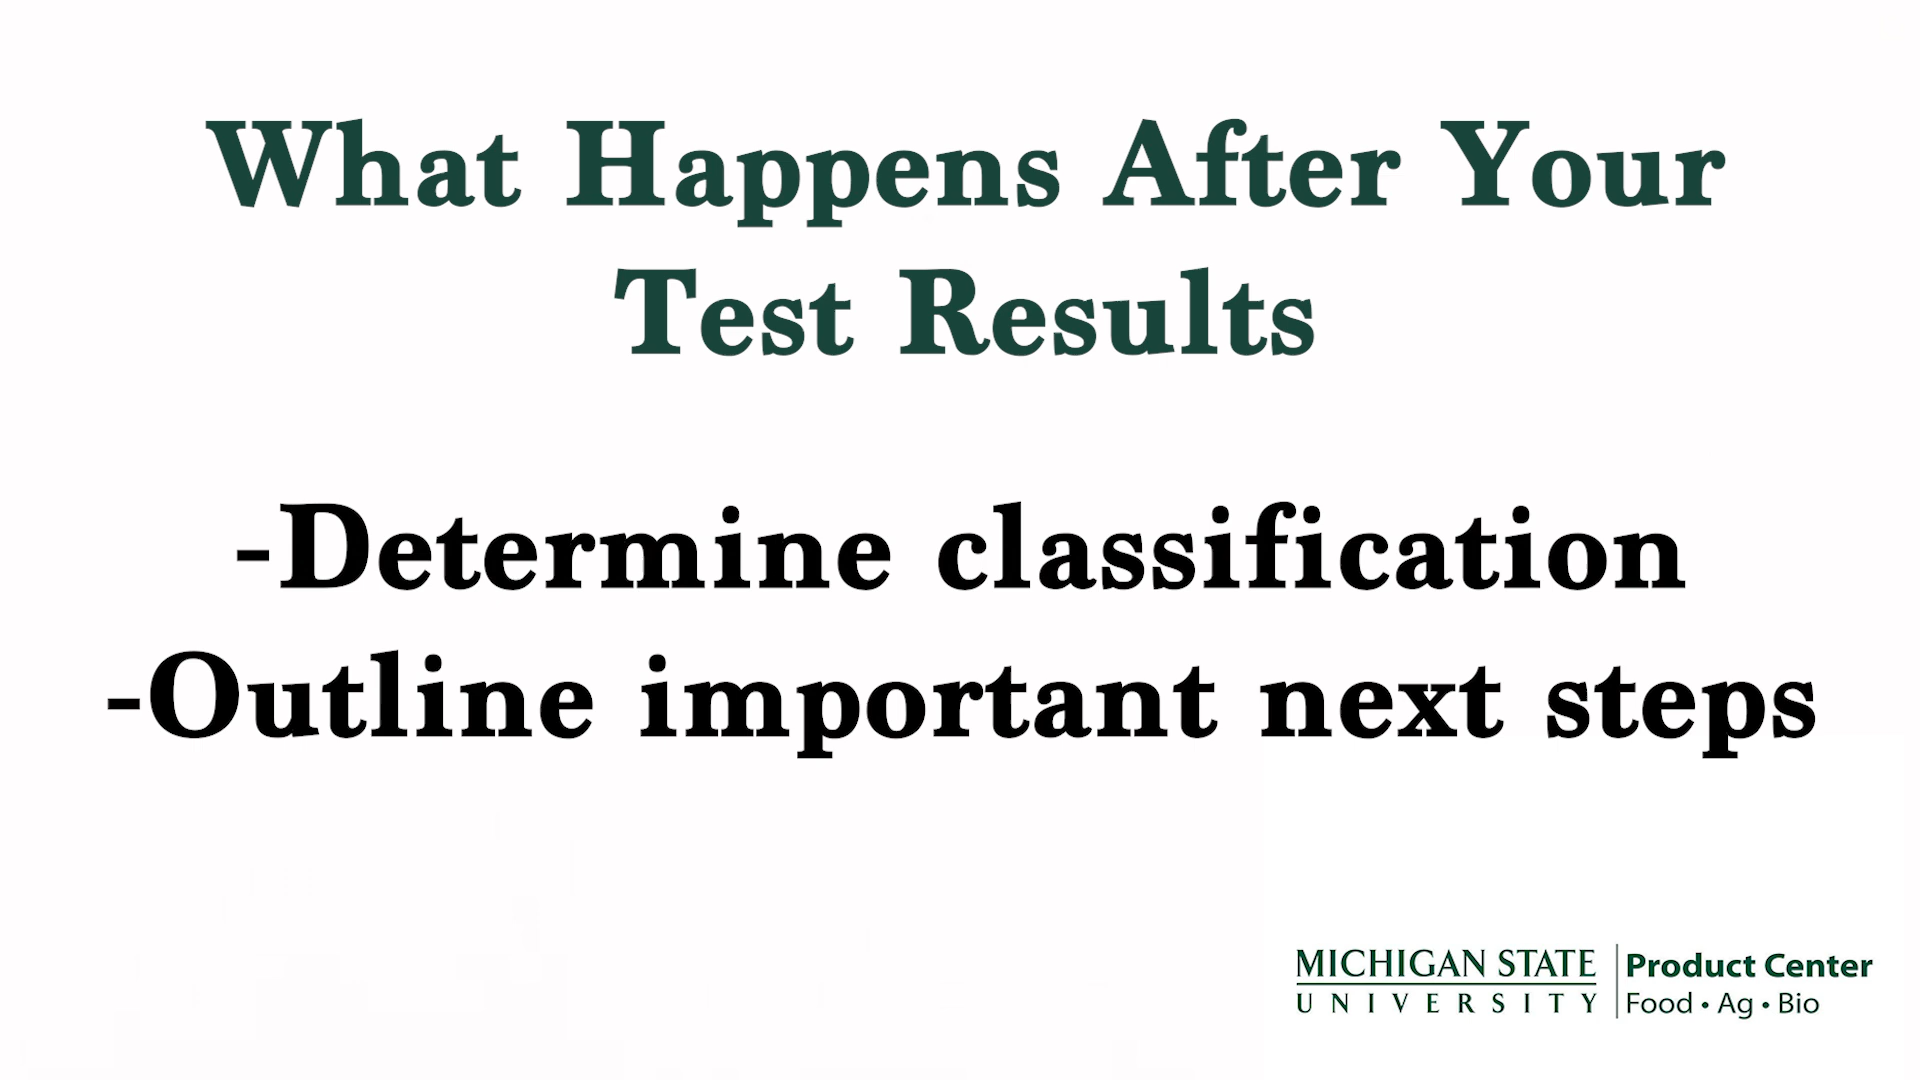 What Happens After Your
Test Results
-Determine classification
-Outline important next steps
MICHIGAN STATE
UNIVERSITY
Product Center
Food • Ag • Bio